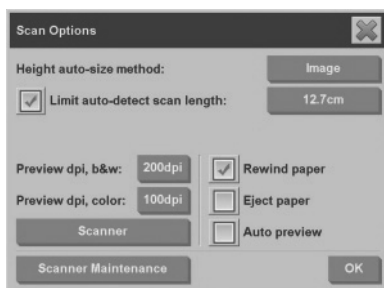 Scan Options
Height auto-size method: Image
Limit auto-detect scan length: 12.7cm
Preview dpi, b&w: 200dpi Rewind paper
Preview dpi, color: 100dpi Eject paper
Scanner Auto preview
Scanner Maintenance OK